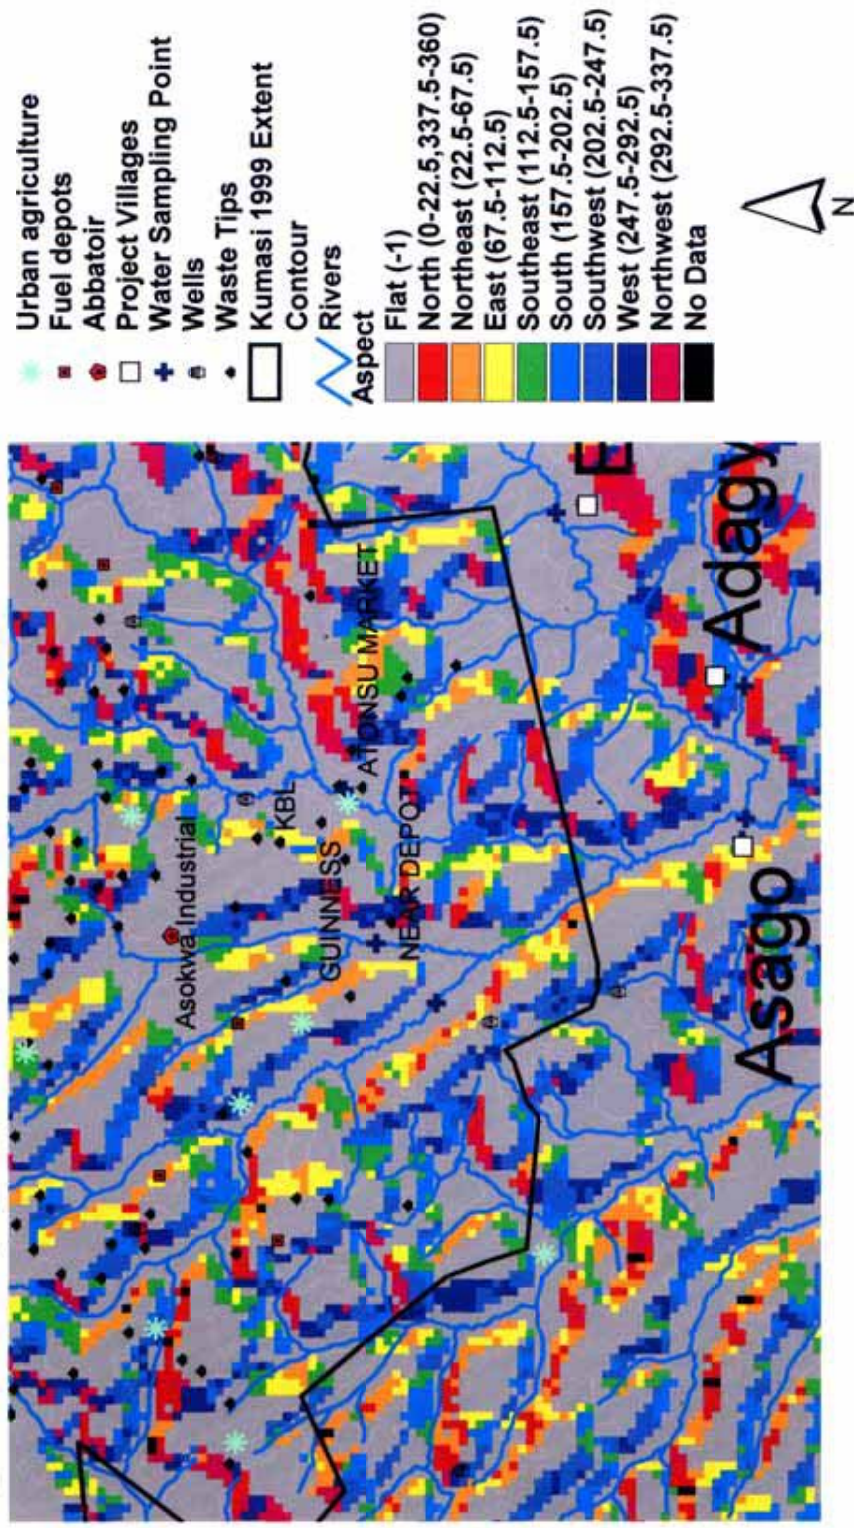 Urban agriculture
Fuel depots
Abbatoir
Project Villages
Water Sampling Point
Wells
Waste Tips
Kumasi 1999 Extent
Contour
Rivers
Aspect
Flat (-1)
North (0-22.5,337.5-360)
Northeast (22.5-67.5)
East (67.5-112.5)
Southeast (112.5-157.5)
South (157.5-202.5)
Southwest (202.5-247.5)
West (247.5-292.5)
Northwest (292.5-337.5)
No Data
N
Asokwa Industrial
KBL
GUINNESS
ATONSU MARKET
NEAR DEPOT
E
Adagy
Asago